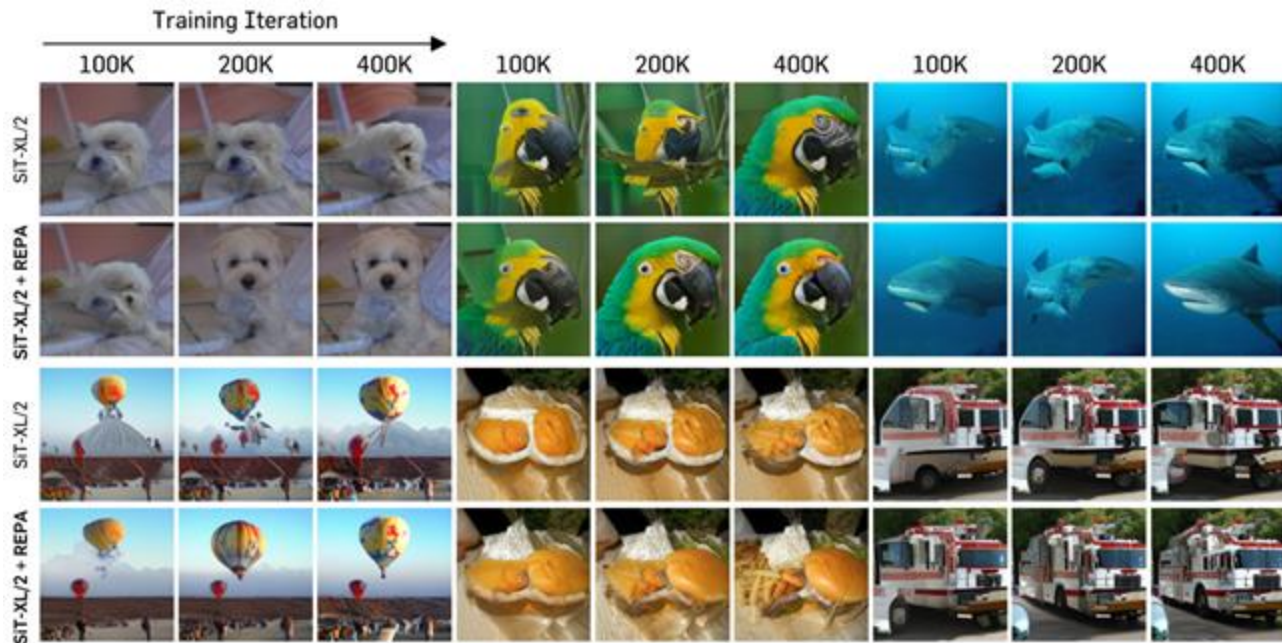 Training Iteration
100K 200K 400K 100K 200K 400K 100K 200K 400K
SiT-XL/2
SiT-XL/2 + REPA
SiT-XL/2
SiT-XL/2 + REPA